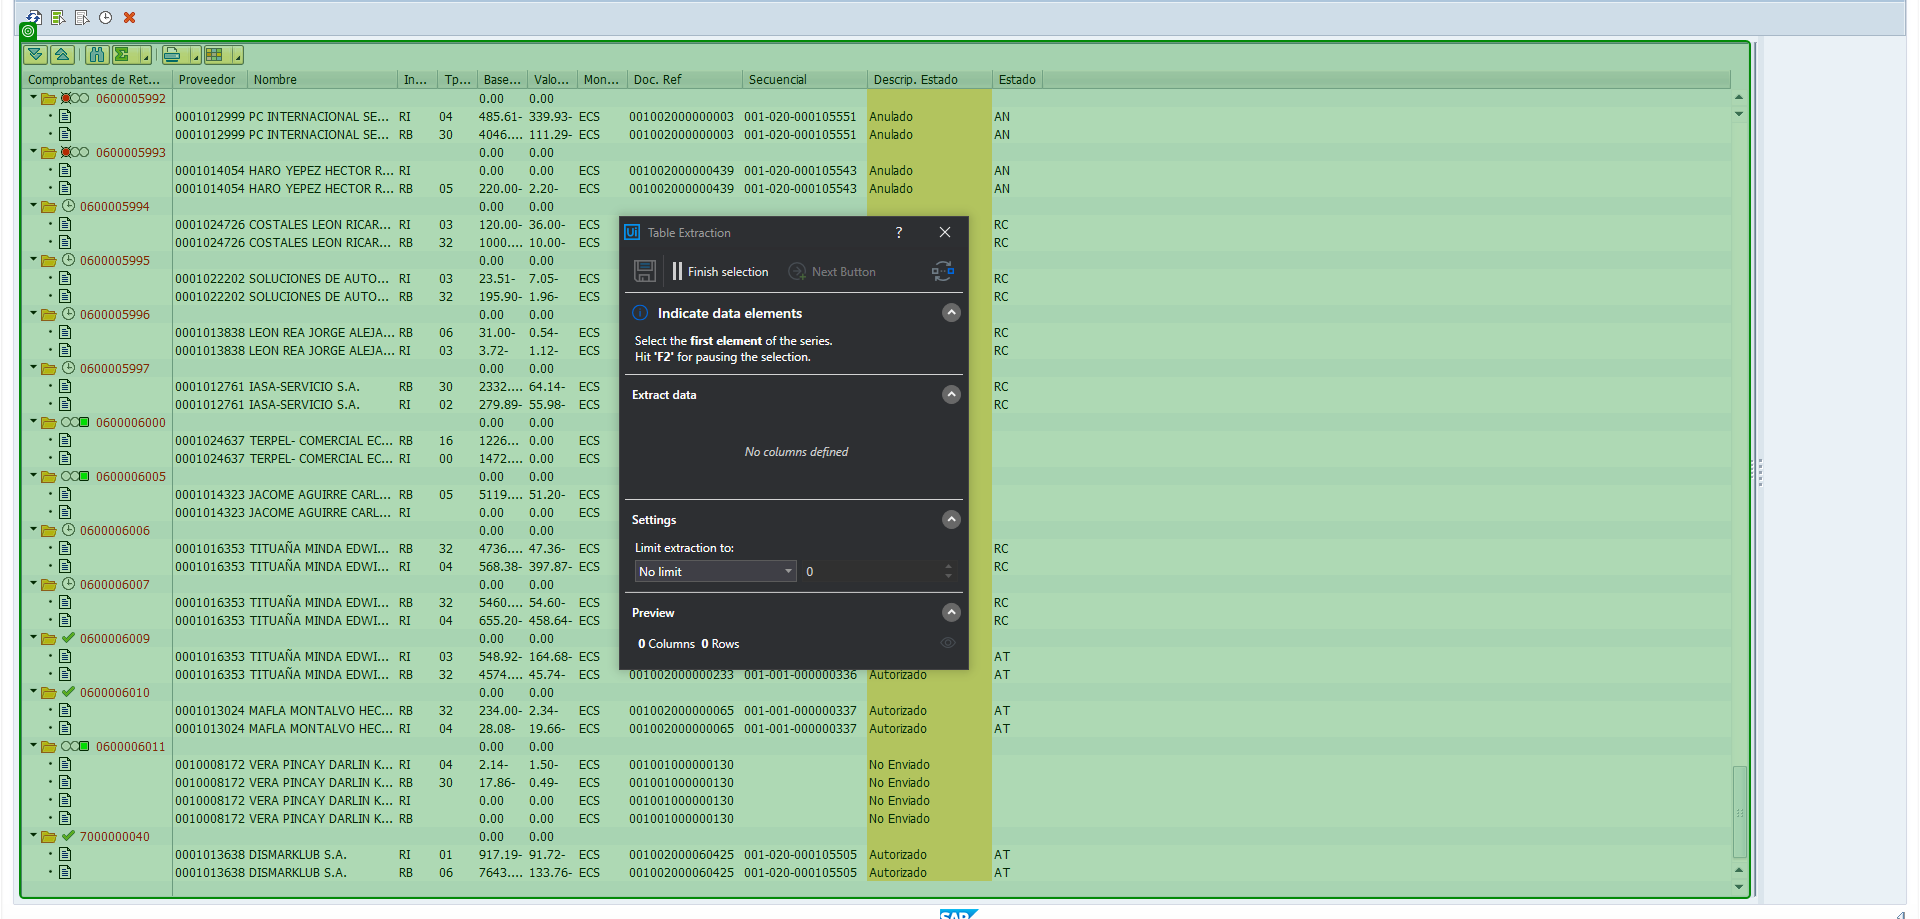 Comprobantes de Ret... Proveedor Nombre In... Tp... Base... Valo... Mon... Doc. Ref Secuencial Descrip. Estado Estado
0600005992 0.00 0.00
0001012999 PC INTERNACIONAL SE... RI 04 485.61- 339.93- ECS 001002000000003 001-020-000105551 Anulado AN
0001012999 PC INTERNACIONAL SE... RB 30 4046.... 111.29- ECS 001002000000003 001-020-000105551 Anulado AN
0600005993 0.00 0.00
0001014054 HARO YEPEZ HECTOR R... RI 0.00 0.00 ECS 001002000000439 001-020-000105543 Anulado AN
0001014054 HARO YEPEZ HECTOR R... RB 05 220.00- 2.20- ECS 001002000000439 001-020-000105543 Anulado AN
0600005994 0.00 0.00
0001024726 COSTALES LEON RICAR... RI 03 120.00- 36.00- ECS RC
0001024726 COSTALES LEON RICAR... RB 32 1000.... 10.00- ECS RC
0600005995 0.00 0.00
0001022202 SOLUCIONES DE AUTO... RI 03 23.51- 7.05- ECS RC
0001022202 SOLUCIONES DE AUTO... RB 32 195.90- 1.96- ECS RC
0600005996 0.00 0.00
0001013838 LEON REA JORGE ALEJA... RB 06 31.00- 0.54- ECS RC
0001013838 LEON REA JORGE ALEJA... RI 03 3.72- 1.12- ECS RC
0600005997 0.00 0.00
0001012761 IASA-SERVICIO S.A. RB 30 2332.... 64.14- ECS RC
0001012761 IASA-SERVICIO S.A. RI 02 279.89- 55.98- ECS RC
0600006000 0.00 0.00
0001024637 TERPEL- COMERCIAL EC... RB 16 1226... 0.00 ECS
0001024637 TERPEL- COMERCIAL EC... RI 00 1472.... 0.00 ECS
0600006005 0.00 0.00
0001014323 JACOME AGUIRRE CARL... RB 05 5119.... 51.20- ECS
0001014323 JACOME AGUIRRE CARL... RI 0.00 0.00 ECS
0600006006 0.00 0.00
0001016353 TITUAÑA MINDA EDWI... RB 32 4736.... 47.36- ECS RC
0001016353 TITUAÑA MINDA EDWI... RI 04 568.38- 397.87- ECS RC
0600006007 0.00 0.00
0001016353 TITUAÑA MINDA EDWI... RB 32 5460.... 54.60- ECS RC
0001016353 TITUAÑA MINDA EDWI... RI 04 655.20- 458.64- ECS RC
0600006009 0.00 0.00
0001016353 TITUAÑA MINDA EDWI... RI 03 548.92- 164.68- ECS AT
0001016353 TITUAÑA MINDA EDWI... RB 32 4574.... 45.74- ECS 001002000000233 001-001-000000336 Autorizado AT
0600006010 0.00 0.00
0001013024 MAFLA MONTALVO HEC... RB 32 234.00- 2.34- ECS 001002000000065 001-001-000000337 Autorizado AT
0001013024 MAFLA MONTALVO HEC... RI 04 28.08- 19.66- ECS 001002000000065 001-001-000000337 Autorizado AT
0600006011 0.00 0.00
0010008172 VERA PINCAY DARLIN K... RI 04 2.14- 1.50- ECS 001001000000130 No Enviado
0010008172 VERA PINCAY DARLIN K... RB 30 17.86- 0.49- ECS 001001000000130 No Enviado
0010008172 VERA PINCAY DARLIN K... RI 0.00 0.00 ECS 001001000000130 No Enviado
0010008172 VERA PINCAY DARLIN K... RB 0.00 0.00 ECS 001001000000130 No Enviado
7000000040 0.00 0.00
0001013638 DISMARKLUB S.A. RI 01 917.19- 91.72- ECS 001002000060425 001-020-000105505 Autorizado AT
0001013638 DISMARKLUB S.A. RB 06 7643.... 133.76- ECS 001002000060425 001-020-000105505 Autorizado AT
Ui Table Extraction ?
Finish selection Next Button
Indicate data elements
Select the first element of the series.
Hit 'F2' for pausing the selection.
Extract data
No columns defined
Settings
Limit extraction to:
No limit 0
Preview
0 Columns 0 Rows
SAP